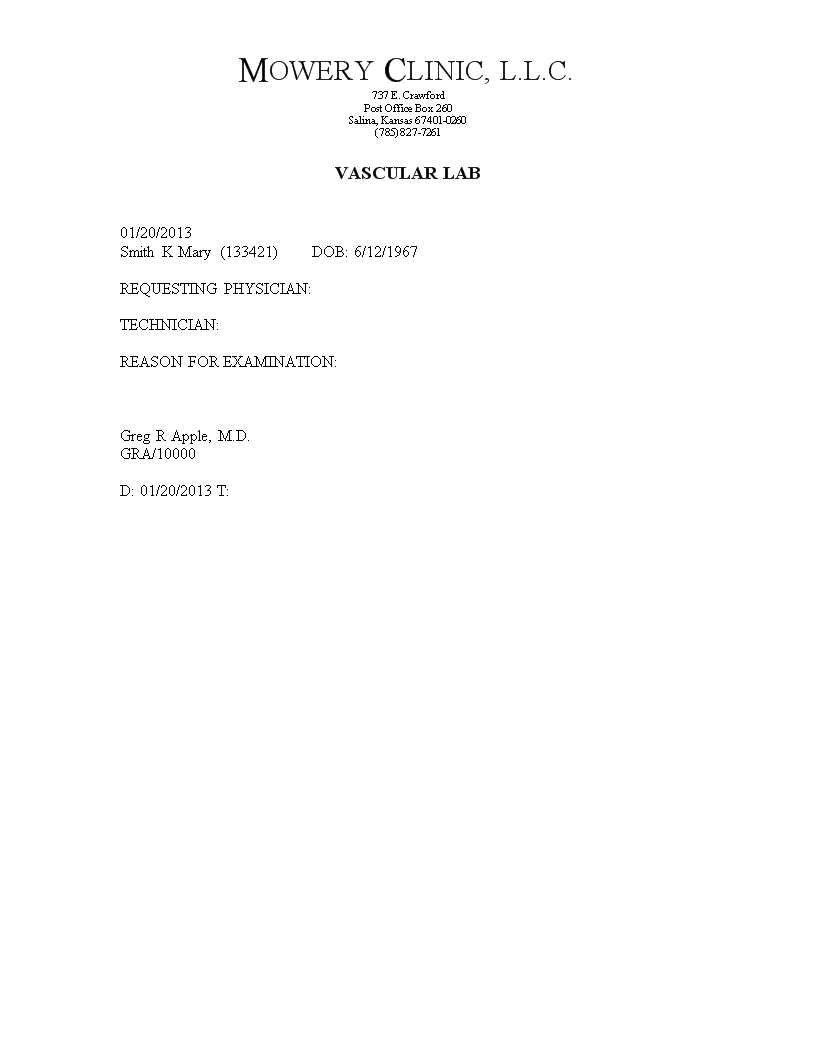 MOWERY CLINIC, L.L.C.
737 E. Crawford
Post Office Box 260
Salina, Kansas 67401-0260
(785)827-7261
VASCULAR LAB
01/20/2013
Smith K Mary (133421) DOB: 6/12/1967
REQUESTING PHYSICIAN:
TECHNICIAN:
REASON FOR EXAMINATION:
Greg R Apple, M.D.
GRA/10000
D: 01/20/2013 T: